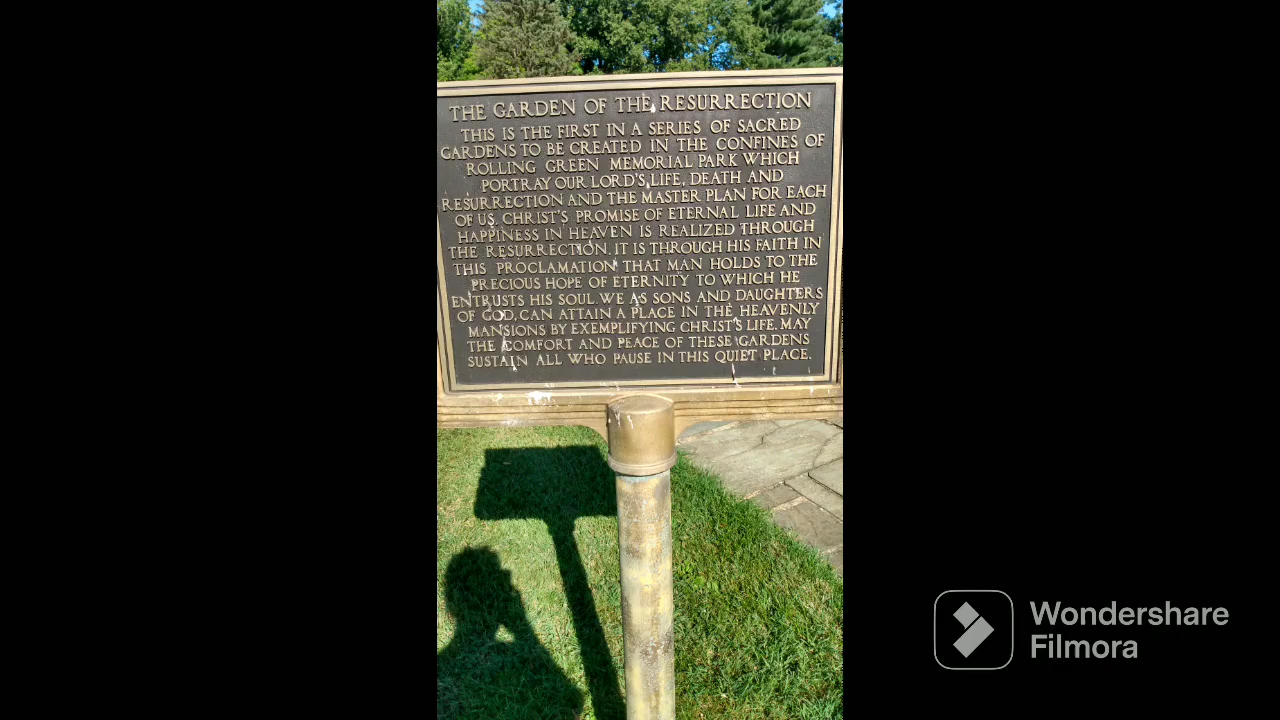 THE GARDEN OF THE RESURRECTION
THIS IS THE FIRST IN A SERIES OF SACRED
GARDENS TO BE CREATED IN THE CONFINES OF
ROLLING GREEN MEMORIAL PARK WHICH
PORTRAY OUR LORD'S LIFE, DEATH AND
RESURRECTION AND THE MASTER PLAN FOR EACH
OF US. CHRIST'S PROMISE OF ETERNAL LIFE AND
HAPPINESS IN HEAVEN IS REALIZED THROUGH
THE RESURRECTION. IT IS THROUGH HIS FAITH IN
THIS PROCLAMATION THAT MAN HOLDS TO THE
PRECIOUS HOPE OF ETERNITY TO WHICH HE
ENTRUSTS HIS SOUL. WE AS SONS AND DAUGHTERS
OF GOD, CAN ATTAIN A PLACE IN THE HEAVENLY
MANSIONS BY EXEMPLIFYING CHRIST'S LIFE. MAY
THE COMFORT AND PEACE OF THESE GARDENS
SUSTAIN ALL WHO PAUSE IN THIS QUIET PLACE.
Wondershare
Filmora